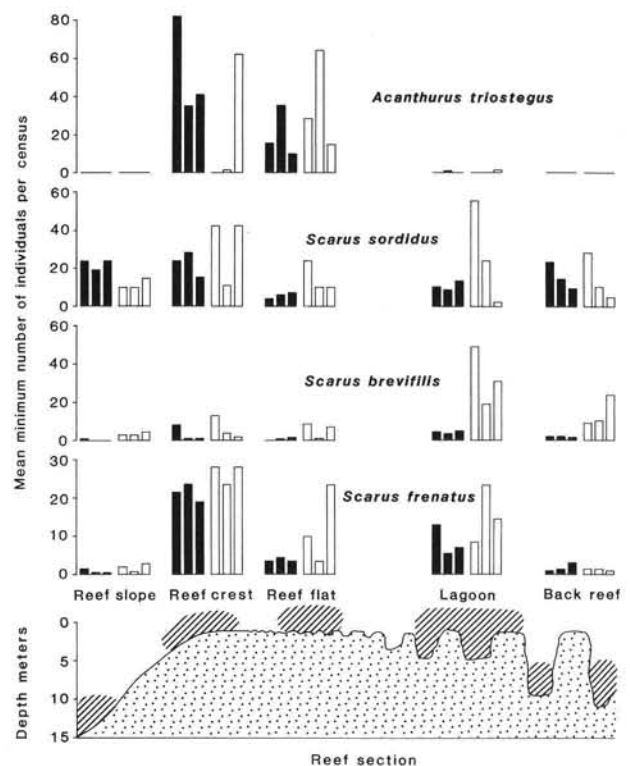 Mean minimum number of individuals per census
80
60
40
20
0
Acanthurus triostegus
60
40
20
0
Scarus sordidus
60
40
20
0
Scarus brevifilis
30
20
10
0
Scarus frenatus
Reef slope Reef crest Reef flat Lagoon Back reef
Depth meters
0
5
10
15
Reef section